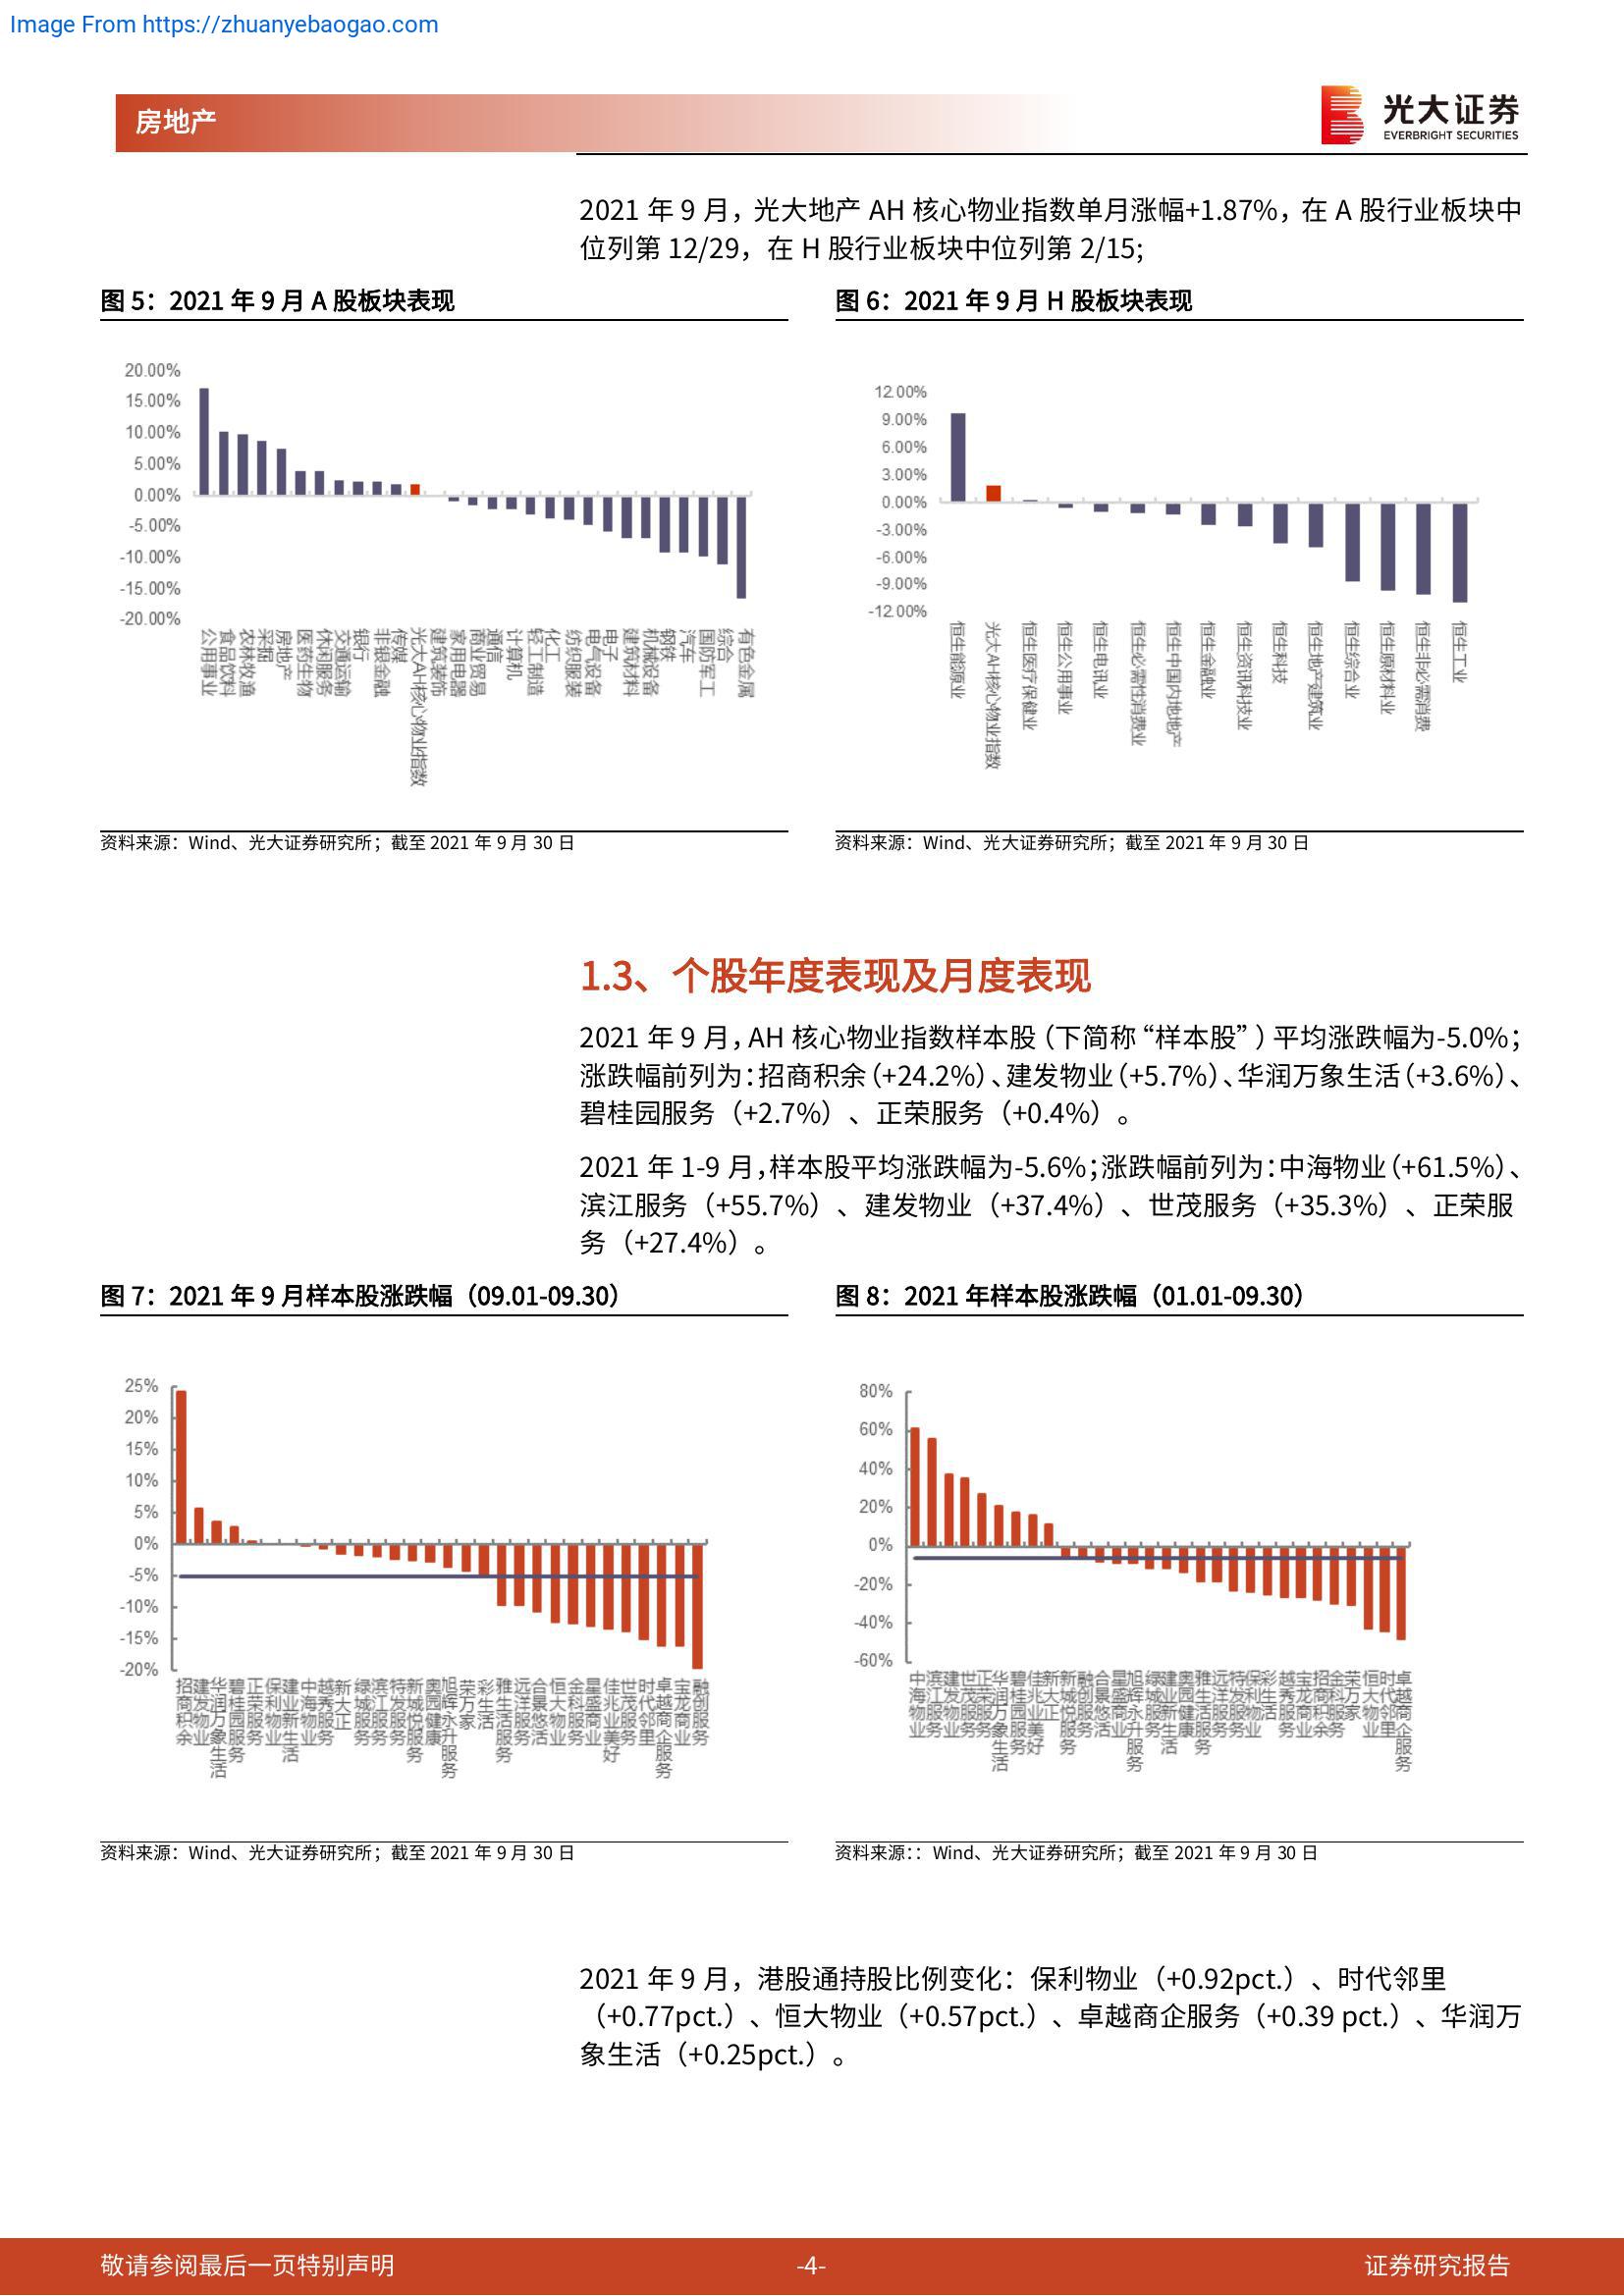 Image From https://zhuanyebaogao.com
房地产
光大证券
EVERBRIGHT SECURITIES
2021 年 9 月，光大地产 AH 核心物业指数单月涨幅+1.87%，在 A 股行业板块中
位列第 12/29，在 H 股行业板块中位列第 2/15；
图 5：2021 年 9 月 A 股板块表现
20.00%
15.00%
10.00%
5.00%
0.00%
-5.00%
-10.00%
-15.00%
-20.00%
公用事业
食品饮料
农林牧渔
采掘
房地产
医药生物
休闲服务
交通运输
银行
非银金融
传媒
光大AH核心物业指数
建筑装饰
家用电器
商业贸易
通信
计算机
轻工制造
化工
纺织服装
电气设备
电子
建筑材料
机械设备
钢铁
汽车
国防军工
综合
有色金属
资料来源：Wind、光大证券研究所；截至 2021 年 9 月 30 日
图 6：2021 年 9 月 H 股板块表现
12.00%
9.00%
6.00%
3.00%
0.00%
-3.00%
-6.00%
-9.00%
-12.00%
恒生能源业
光大AH核心物业指数
恒生医疗保健业
恒生公用事业
恒生电讯业
恒生必需性消费业
恒生中国内地地产
恒生金融业
恒生资讯科技业
恒生科技
恒生地产建筑业
恒生综合业
恒生原材料业
恒生非必需消费
恒生工业
资料来源：Wind、光大证券研究所；截至 2021 年 9 月 30 日
1.3、个股年度表现及月度表现
2021 年 9 月，AH 核心物业指数样本股（下简称“样本股”）平均涨跌幅为-5.0%；
涨跌幅前列为：招商积余（+24.2%）、建发物业（+5.7%）、华润万象生活（+3.6%）、
碧桂园服务（+2.7%）、正荣服务（+0.4%）。
2021 年 1-9 月，样本股平均涨跌幅为-5.6%；涨跌幅前列为：中海物业（+61.5%）、
滨江服务（+55.7%）、建发物业（+37.4%）、世茂服务（+35.3%）、正荣服
务（+27.4%）。
图 7：2021 年 9 月样本股涨跌幅（09.01-09.30）
25%
20%
15%
10%
5%
0%
-5%
-10%
-15%
-20%
招商积余
建发物业
华润万象生活
碧桂园服务
正荣服务
保利物业
建业新生活
中海物业
越秀服务
新大正
绿城服务
滨江服务
特发服务
新城悦服务
奥园健康
旭辉永升服务
荣万家
彩生活
雅生活服务
远洋服务
合景悠活
恒大物业
金科服务
星盛商业
佳兆业美好
世茂服务
时代邻里
卓越商企服务
宝龙商业
融创服务
资料来源：Wind、光大证券研究所；截至 2021 年 9 月 30 日
图 8：2021 年样本股涨跌幅（01.01-09.30）
80%
60%
40%
20%
0%
-20%
-40%
-60%
中海物业
滨江服务
建发物业
世茂服务
正荣服务
华润万象生活
碧桂园服务
佳兆业美好
新大正
新城悦服务
融创服务
合景悠活
星盛商业
旭辉永升服务
绿城服务
建业新生活
奥园健康
雅生活服务
远洋服务
特发服务
保利物业
彩生活
越秀服务
宝龙商业
招商积余
金科服务
荣万家
恒大物业
时代邻里
卓越商企服务
资料来源：：Wind、光大证券研究所；截至 2021 年 9 月 30 日
2021 年 9 月，港股通持股比例变化：保利物业（+0.92pct.）、时代邻里
（+0.77pct.）、恒大物业（+0.57pct.）、卓越商企服务（+0.39 pct.）、华润万
象生活（+0.25pct.）。
敬请参阅最后一页特别声明
-4-
证券研究报告